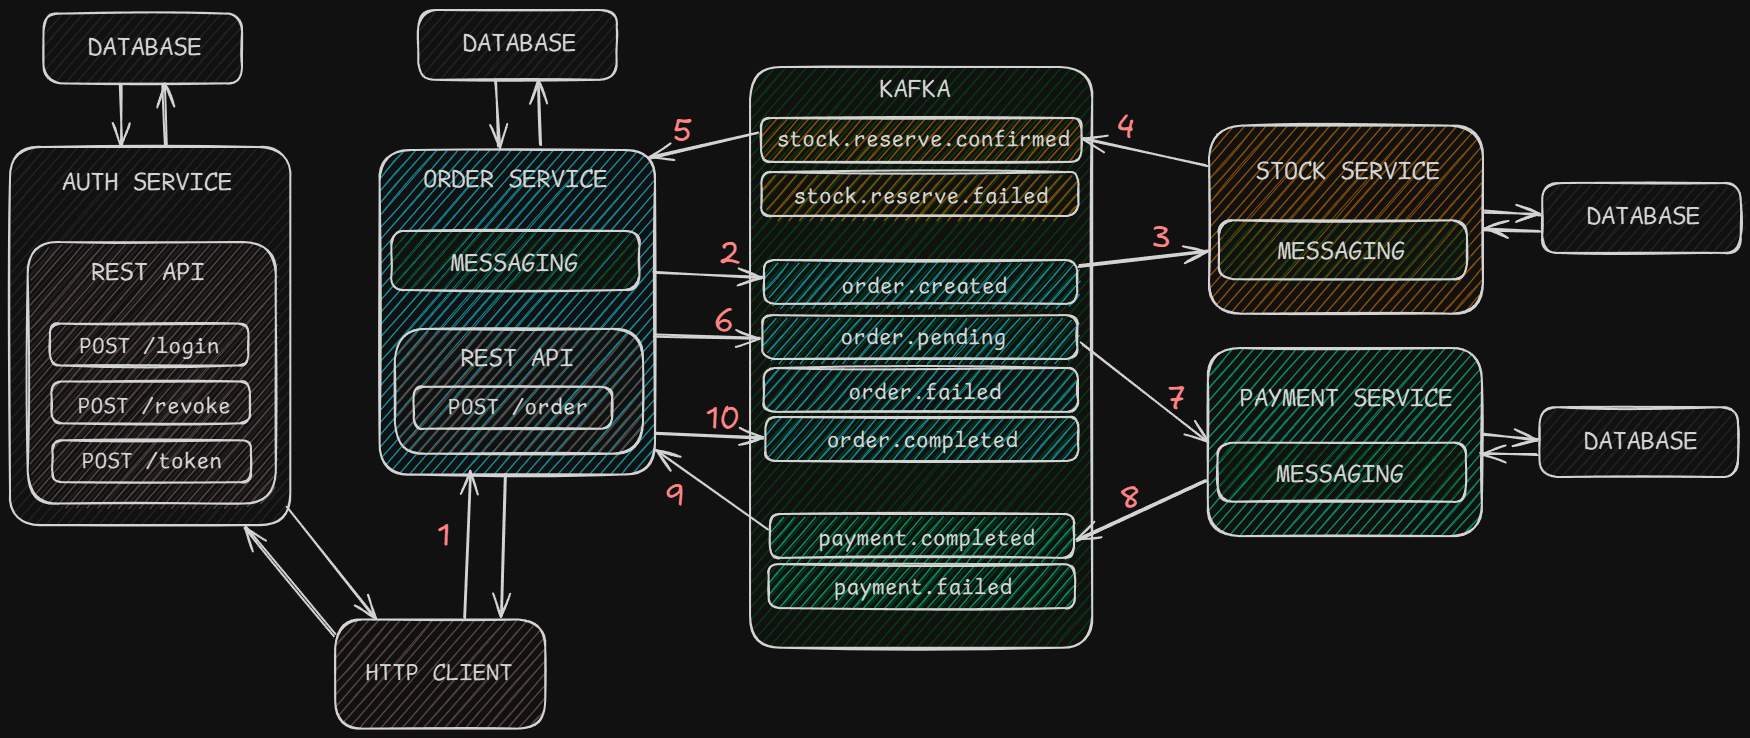 DATABASE
AUTH SERVICE
REST API
POST /login
POST /revoke
POST /token
DATABASE
ORDER SERVICE
MESSAGING
REST API
POST /order
1
HTTP CLIENT
5
2
6
10
9
KAFKA
stock.reserve.confirmed
stock.reserve.failed
order.created
order.pending
order.failed
order.completed
payment.completed
payment.failed
4
3
7
8
STOCK SERVICE
MESSAGING
DATABASE
PAYMENT SERVICE
MESSAGING
DATABASE